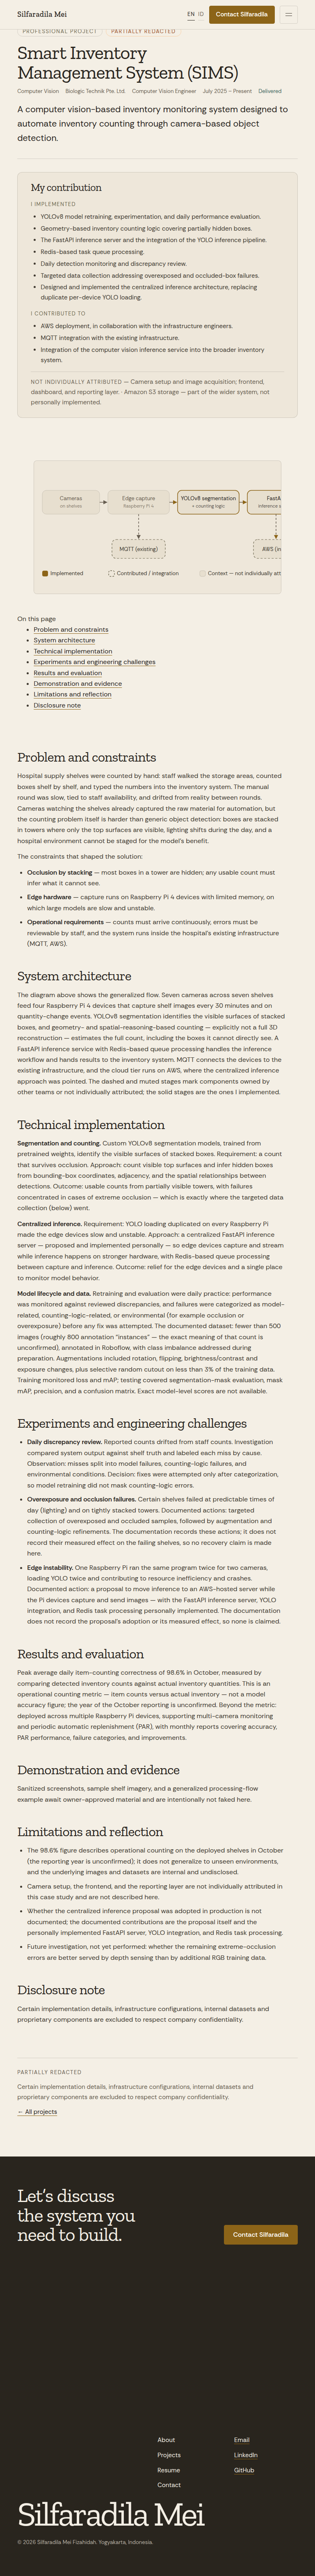 Silfaradila Mei
EN ID
Contact Silfaradila
PROFESSIONAL PROJECT
PARTIALLY REDACTED
Smart Inventory
Management System (SIMS)
Computer Vision Biologic Technik Pte. Ltd. Computer Vision Engineer July 2025 – Present Delivered
A computer vision-based inventory monitoring system designed to
automate inventory counting through camera-based object
detection.
My contribution
I IMPLEMENTED
• YOLOv8 model retraining, experimentation, and daily performance evaluation.
• Geometry-based inventory counting logic covering partially hidden boxes.
• The FastAPI inference server and the integration of the YOLO inference pipeline.
• Redis-based task queue processing.
• Daily detection monitoring and discrepancy review.
• Targeted data collection addressing overexposed and occluded-box failures.
• Designed and implemented the centralized inference architecture, replacing
duplicate per-device YOLO loading.
I CONTRIBUTED TO
• AWS deployment, in collaboration with the infrastructure engineers.
• MQTT integration with the existing infrastructure.
• Integration of the computer vision inference service into the broader inventory
system.
NOT INDIVIDUALLY ATTRIBUTED — Camera setup and image acquisition; frontend,
dashboard, and reporting layer. · Amazon S3 storage — part of the wider system, not
personally implemented.
Cameras
on shelves
Edge capture
Raspberry Pi 4
YOLOv8 segmentation
+ counting logic
FastA
inference s
MQTT (existing)
AWS (in
Implemented
Contributed / integration
Context — not individually att
On this page
• Problem and constraints
• System architecture
• Technical implementation
• Experiments and engineering challenges
• Results and evaluation
• Demonstration and evidence
• Limitations and reflection
• Disclosure note
Problem and constraints
Hospital supply shelves were counted by hand: staff walked the storage areas, counted
boxes shelf by shelf, and typed the numbers into the inventory system. The manual
round was slow, tied to staff availability, and drifted from reality between rounds.
Cameras watching the shelves already captured the raw material for automation, but
the counting problem itself is harder than generic object detection: boxes are stacked
in towers where only the top surfaces are visible, lighting shifts during the day, and a
hospital environment cannot be staged for the model's benefit.
The constraints that shaped the solution:
• Occlusion by stacking — most boxes in a tower are hidden; any usable count must
infer what it cannot see.
• Edge hardware — capture runs on Raspberry Pi 4 devices with limited memory, on
which large models are slow and unstable.
• Operational requirements — counts must arrive continuously, errors must be
reviewable by staff, and the system runs inside the hospital's existing infrastructure
(MQTT, AWS).
System architecture
The diagram above shows the generalized flow. Seven cameras across seven shelves
feed four Raspberry Pi 4 devices that capture shelf images every 30 minutes and on
quantity-change events. YOLOv8 segmentation identifies the visible surfaces of stacked
boxes, and geometry- and spatial-reasoning-based counting — explicitly not a full 3D
reconstruction — estimates the full count, including the boxes it cannot directly see. A
FastAPI inference service with Redis-based queue processing handles the inference
workflow and hands results to the inventory system. MQTT connects the devices to the
existing infrastructure, and the cloud tier runs on AWS, where the centralized inference
approach was pointed. The dashed and muted stages mark components owned by
other teams or not individually attributed; the solid stages are the ones I implemented.
Technical implementation
Segmentation and counting. Custom YOLOv8 segmentation models, trained from
pretrained weights, identify the visible surfaces of stacked boxes. Requirement: a count
that survives occlusion. Approach: count visible top surfaces and infer hidden boxes
from bounding-box coordinates, adjacency, and the spatial relationships between
detections. Outcome: usable counts from partially visible towers, with failures
concentrated in cases of extreme occlusion — which is exactly where the targeted data
collection (below) went.
Centralized inference. Requirement: YOLO loading duplicated on every Raspberry Pi
made the edge devices slow and unstable. Approach: a centralized FastAPI inference
server — proposed and implemented personally — so edge devices capture and stream
while inference happens on stronger hardware, with Redis-based queue processing
between capture and inference. Outcome: relief for the edge devices and a single place
to monitor model behavior.
Model lifecycle and data. Retraining and evaluation were daily practice: performance
was monitored against reviewed discrepancies, and failures were categorized as model-
related, counting-logic-related, or environmental (for example occlusion or
overexposure) before any fix was attempted. The documented dataset: fewer than 500
images (roughly 800 annotation "instances" — the exact meaning of that count is
unconfirmed), annotated in Roboflow, with class imbalance addressed during
preparation. Augmentations included rotation, flipping, brightness/contrast and
exposure changes, plus selective random cutout on less than 3% of the training data.
Training monitored loss and mAP; testing covered segmentation-mask evaluation, mask
mAP, precision, and a confusion matrix. Exact model-level scores are not available.
Experiments and engineering challenges
• Daily discrepancy review. Reported counts drifted from staff counts. Investigation
compared system output against shelf truth and labeled each miss by cause.
Observation: misses split into model failures, counting-logic failures, and
environmental conditions. Decision: fixes were attempted only after categorization,
so model retraining did not mask counting-logic errors.
• Overexposure and occlusion failures. Certain shelves failed at predictable times of
day (lighting) and on tightly stacked towers. Documented actions: targeted
collection of overexposed and occluded samples, followed by augmentation and
counting-logic refinements. The documentation records these actions; it does not
record their measured effect on the failing shelves, so no recovery claim is made
here.
• Edge instability. One Raspberry Pi ran the same program twice for two cameras,
loading YOLO twice and contributing to resource inefficiency and crashes.
Documented action: a proposal to move inference to an AWS-hosted server while
the Pi devices capture and send images — with the FastAPI inference server, YOLO
integration, and Redis task processing personally implemented. The documentation
does not record the proposal's adoption or its measured effect, so none is claimed.
Results and evaluation
Peak average daily item-counting correctness of 98.6% in October, measured by
comparing detected inventory counts against actual inventory quantities. This is an
operational counting metric — item counts versus actual inventory — not a model
accuracy figure; the year of the October reporting is unconfirmed. Beyond the metric:
deployed across multiple Raspberry Pi devices, supporting multi-camera monitoring
and periodic automatic replenishment (PAR), with monthly reports covering accuracy,
PAR performance, failure categories, and improvements.
Demonstration and evidence
Sanitized screenshots, sample shelf imagery, and a generalized processing-flow
example await owner-approved material and are intentionally not faked here.
Limitations and reflection
• The 98.6% figure describes operational counting on the deployed shelves in October
(the reporting year is unconfirmed); it does not generalize to unseen environments,
and the underlying images and datasets are internal and undisclosed.
• Camera setup, the frontend, and the reporting layer are not individually attributed in
this case study and are not described here.
• Whether the centralized inference proposal was adopted in production is not
documented; the documented contributions are the proposal itself and the
personally implemented FastAPI server, YOLO integration, and Redis task processing.
• Future investigation, not yet performed: whether the remaining extreme-occlusion
errors are better served by depth sensing than by additional RGB training data.
Disclosure note
Certain implementation details, infrastructure configurations, internal datasets and
proprietary components are excluded to respect company confidentiality.
PARTIALLY REDACTED
Certain implementation details, infrastructure configurations, internal datasets and
proprietary components are excluded to respect company confidentiality.
← All projects
Let's discuss
the system you
need to build.
Contact Silfaradila
About
Projects
Resume
Contact
Email
LinkedIn
GitHub
Silfaradila Mei
© 2026 Silfaradila Mei Fizahidah. Yogyakarta, Indonesia.